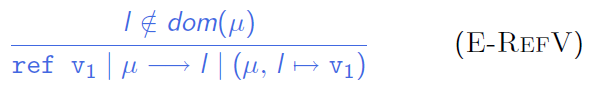 l ∉ dom(μ)
ref v₁ | μ ⟶ l | (μ, l ↦ v₁)
(E-REFV)